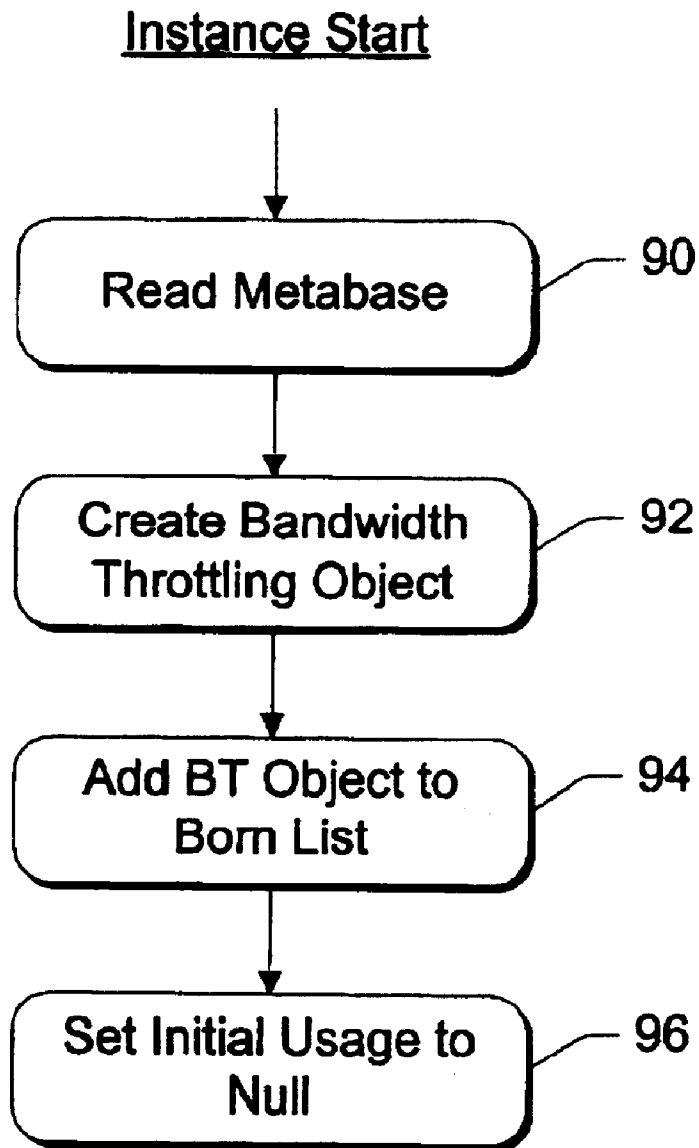 Instance Start
Read Metabase
90
Create Bandwidth
Throttling Object
92
Add BT Object to
Born List
94
Set Initial Usage to
Null
96